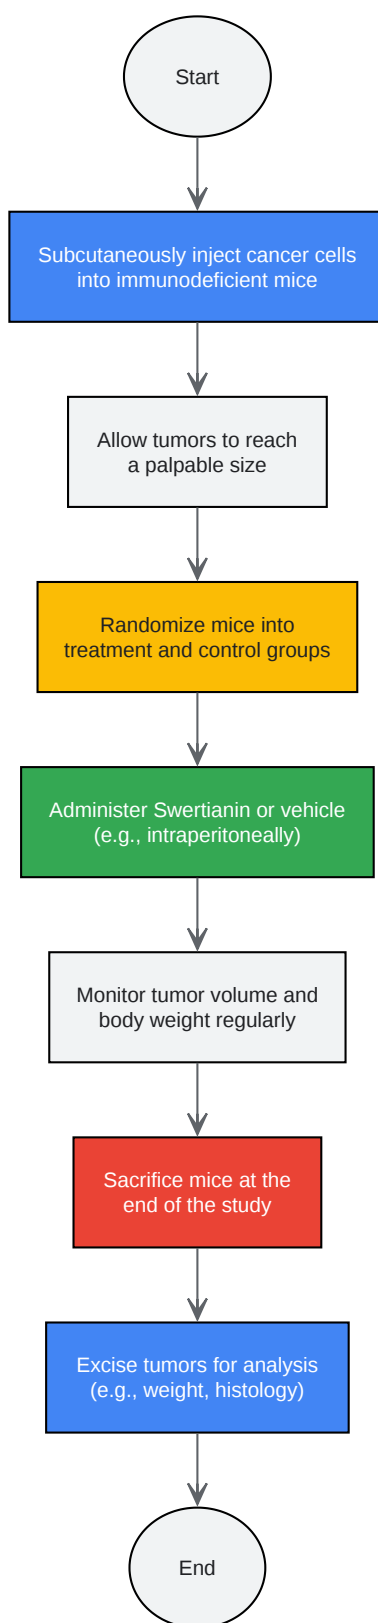 Start
Subcutaneously inject cancer cells
into immunodeficient mice
Allow tumors to reach
a palpable size
Randomize mice into
treatment and control groups
Administer Swertianin or vehicle
(e.g., intraperitoneally)
Monitor tumor volume and
body weight regularly
Sacrifice mice at the
end of the study
Excise tumors for analysis
(e.g., weight, histology)
End